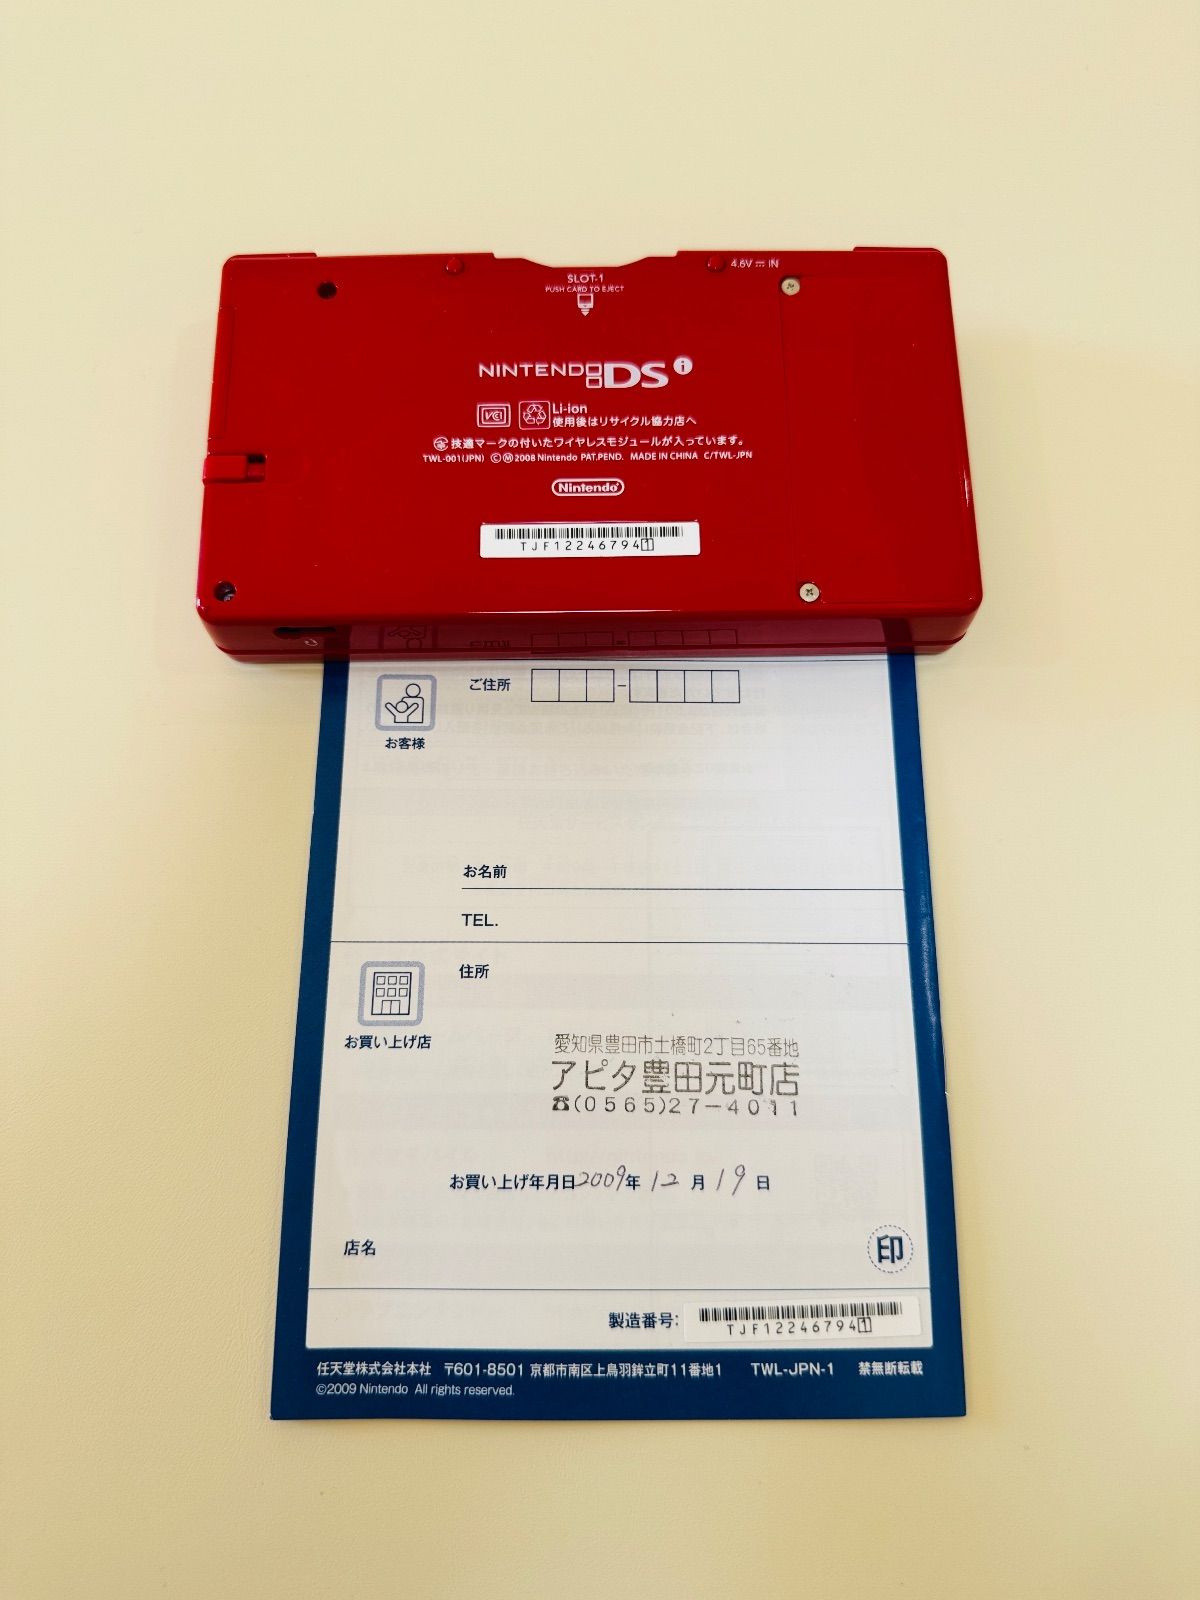 4.6V ⎓ IN
SLOT-1
PUSH CARD TO EJECT
NINTENDO DSi
VCI Li-ion
使用後はリサイクル協力店へ
技適マークの付いたワイヤレスモジュールが入っています。
TWL-001(JPN) ©Ⓜ2008 Nintendo PAT.PEND. MADE IN CHINA C/TWL-JPN
Nintendo
TJF122467941
ご住所
お客様
お名前
TEL.
住所
お買い上げ店
愛知県豊田市土橋町2丁目65番地
アピタ豊田元町店
☎(0565)27-4011
お買い上げ年月日2009年 12月 19日
店名
印
製造番号:
TJF122467941
任天堂株式会社本社 〒601-8501 京都市南区上鳥羽鉾立町11番地1 TWL-JPN-1 禁無断転載
©2009 Nintendo All rights reserved.